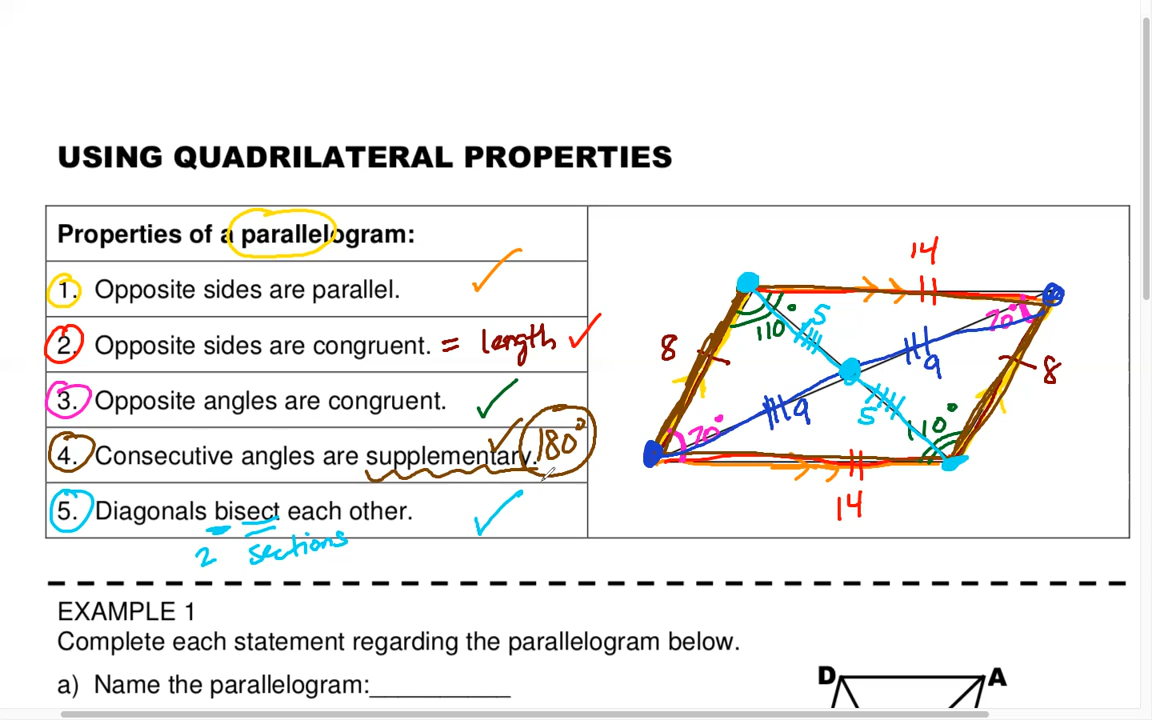 USING QUADRILATERAL PROPERTIES
Properties of a parallelogram:
1. Opposite sides are parallel.
2. Opposite sides are congruent. = length
3. Opposite angles are congruent.
4. Consecutive angles are supplementary. 180°
5. Diagonals bisect each other.
2 sections
14
110° 5 70°
8 9 8
9 5
70° 110°
14
EXAMPLE 1
Complete each statement regarding the parallelogram below.
a) Name the parallelogram:__________
D A